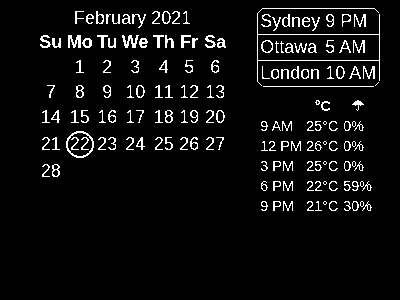 February 2021
Su Mo Tu We Th Fr Sa
1 2 3 4 5 6
7 8 9 10 11 12 13
14 15 16 17 18 19 20
21 22 23 24 25 26 27
28
Sydney 9 PM
Ottawa 5 AM
London 10 AM
°C ☂
9 AM 25°C 0%
12 PM 26°C 0%
3 PM 25°C 0%
6 PM 22°C 59%
9 PM 21°C 30%